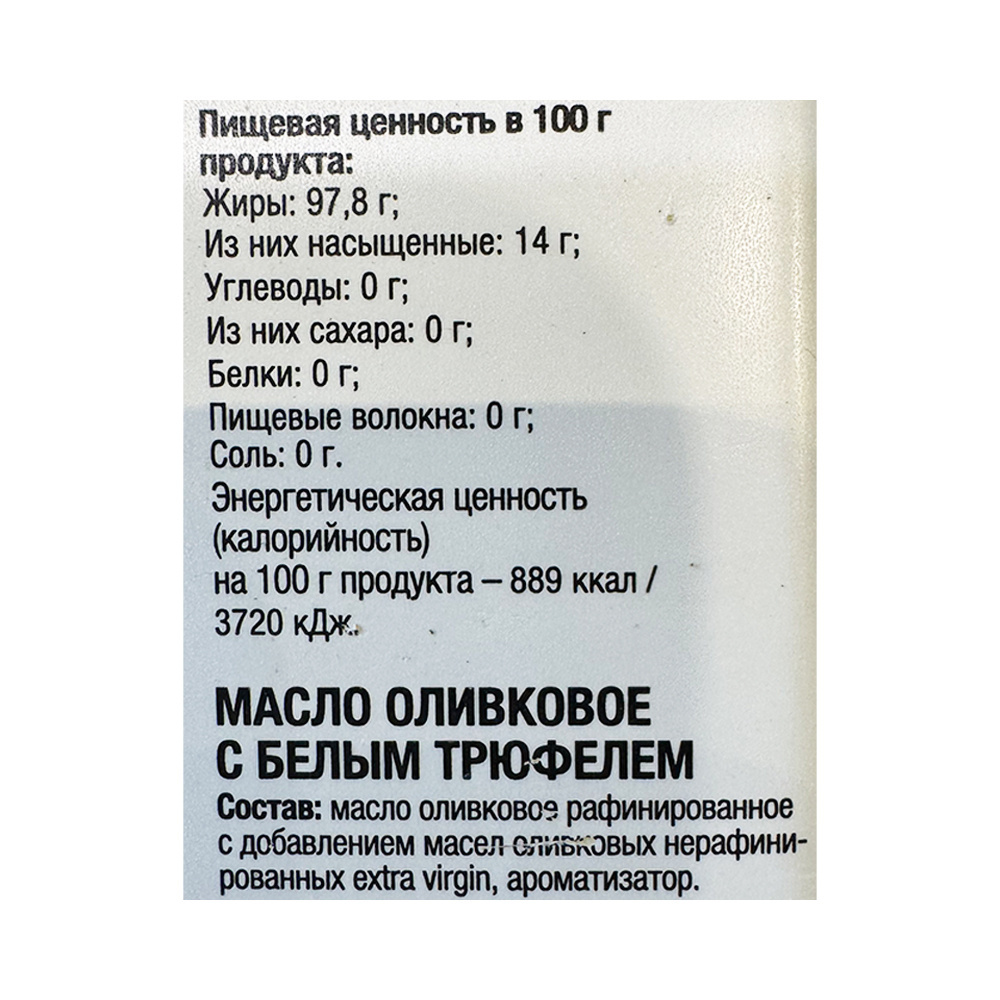 Пищевая ценность в 100 г
продукта:
Жиры: 97,8 г;
Из них насыщенные: 14 г;
Углеводы: 0 г;
Из них сахара: 0 г;
Белки: 0 г;
Пищевые волокна: 0 г;
Соль: 0 г.
Энергетическая ценность
(калорийность)
на 100 г продукта – 889 ккал /
3720 кДж.
МАСЛО ОЛИВКОВОЕ
С БЕЛЫМ ТРЮФЕЛЕМ
Состав: масло оливковое рафинированное
с добавлением масел оливковых нерафини-
рованных extra virgin, ароматизатор.